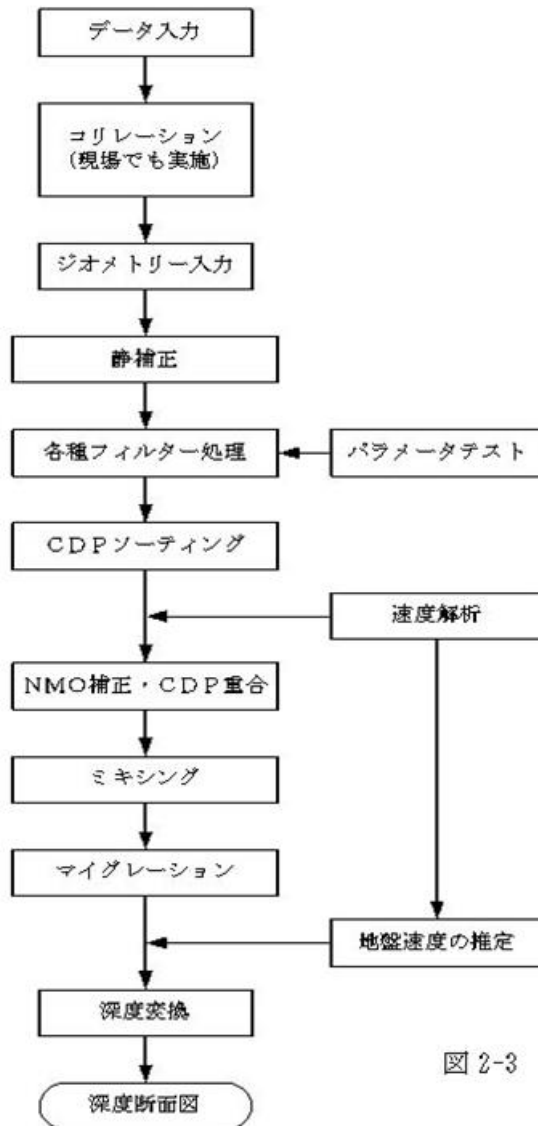 データ入力
コリレーション
(現場でも実施)
ジオメトリー入力
静補正
各種フィルター処理
パラメータテスト
CDPソーティング
速度解析
NMO補正・CDP重合
ミキシング
マイグレーション
地盤速度の推定
深度変換
深度断面図
図 2-3